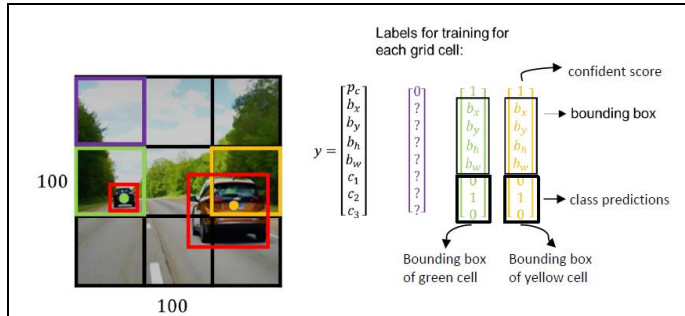 Labels for training for
each grid cell:
confident score
bounding box
class predictions
y =
p_c
b_x
b_y
b_h
b_w
c_1
c_2
c_3
0
?
?
?
?
?
?
?
1
b_x
b_y
b_h
b_w
0
1
0
1
b_x
b_y
b_h
b_w
0
1
0
100
100
Bounding box
of green cell
Bounding box
of yellow cell